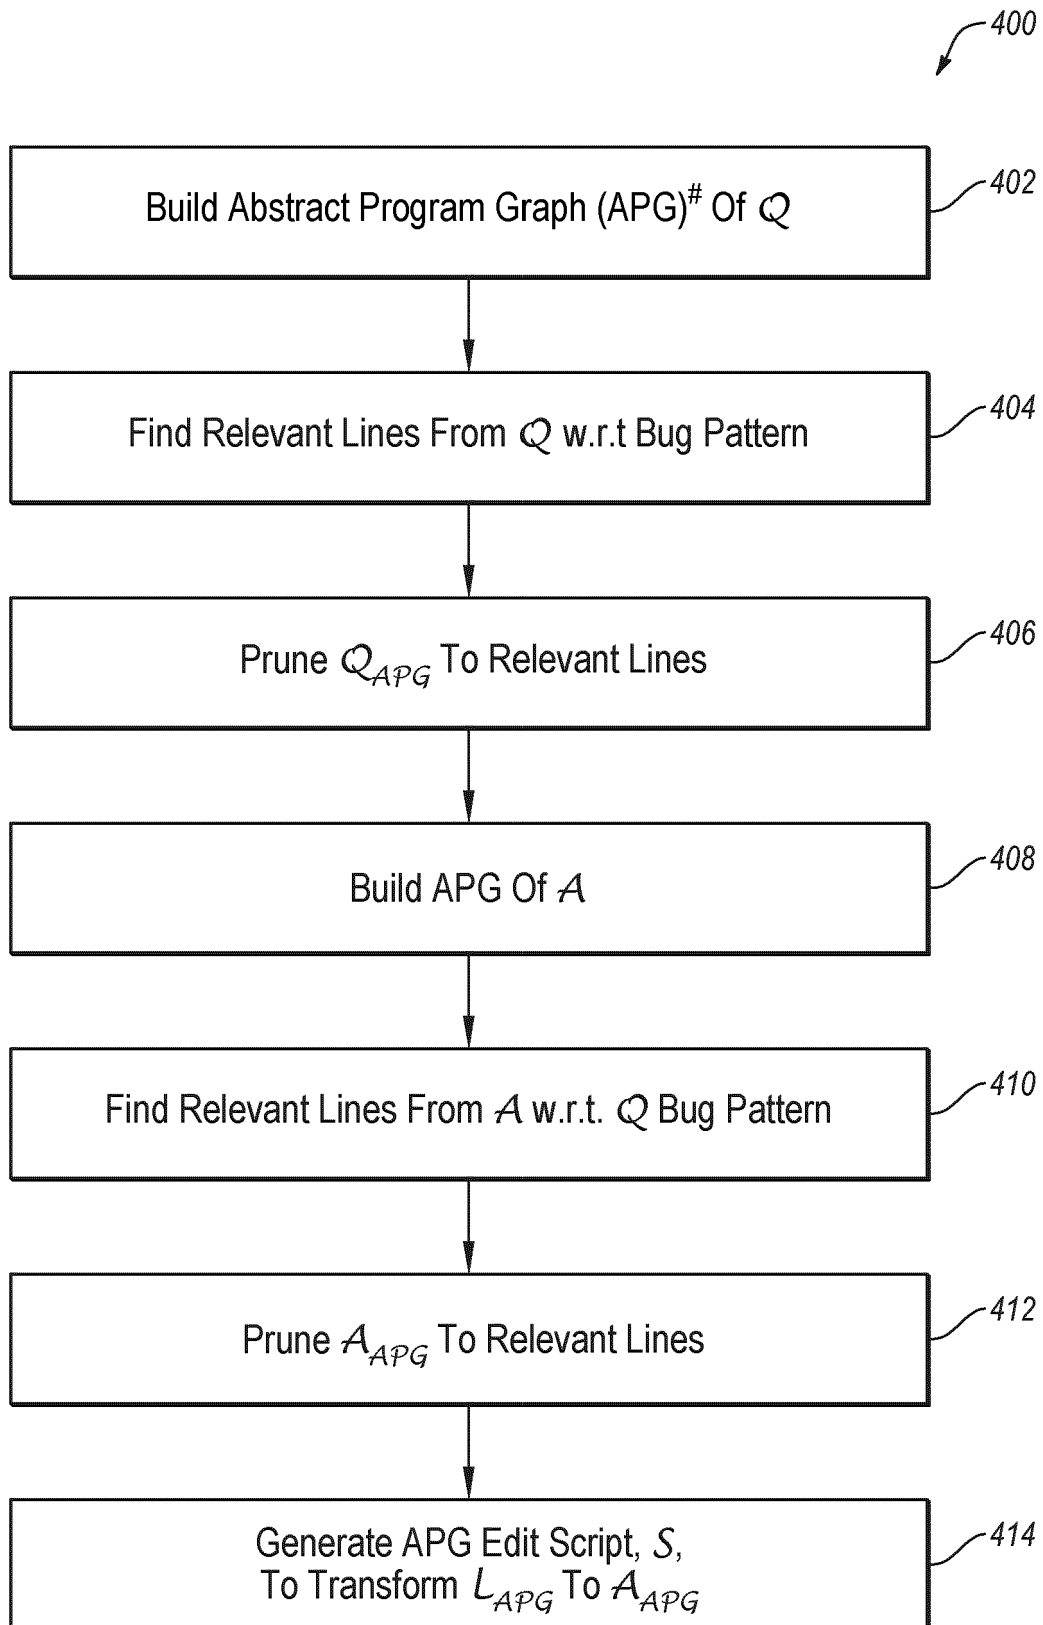 400
Build Abstract Program Graph (APG)# Of Q
402
Find Relevant Lines From Q w.r.t Bug Pattern
404
Prune Q_APG To Relevant Lines
406
Build APG Of A
408
Find Relevant Lines From A w.r.t. Q Bug Pattern
410
Prune A_APG To Relevant Lines
412
Generate APG Edit Script, S,
To Transform L_APG To A_APG
414